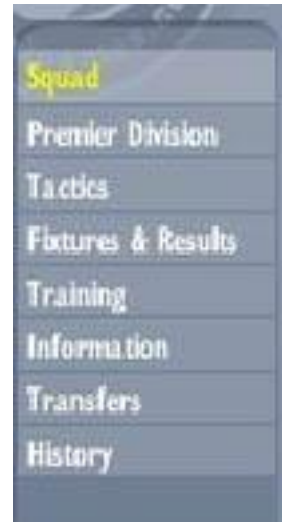 Squad
Premier Division
Tactics
Fixtures & Results
Training
Information
Transfers
History